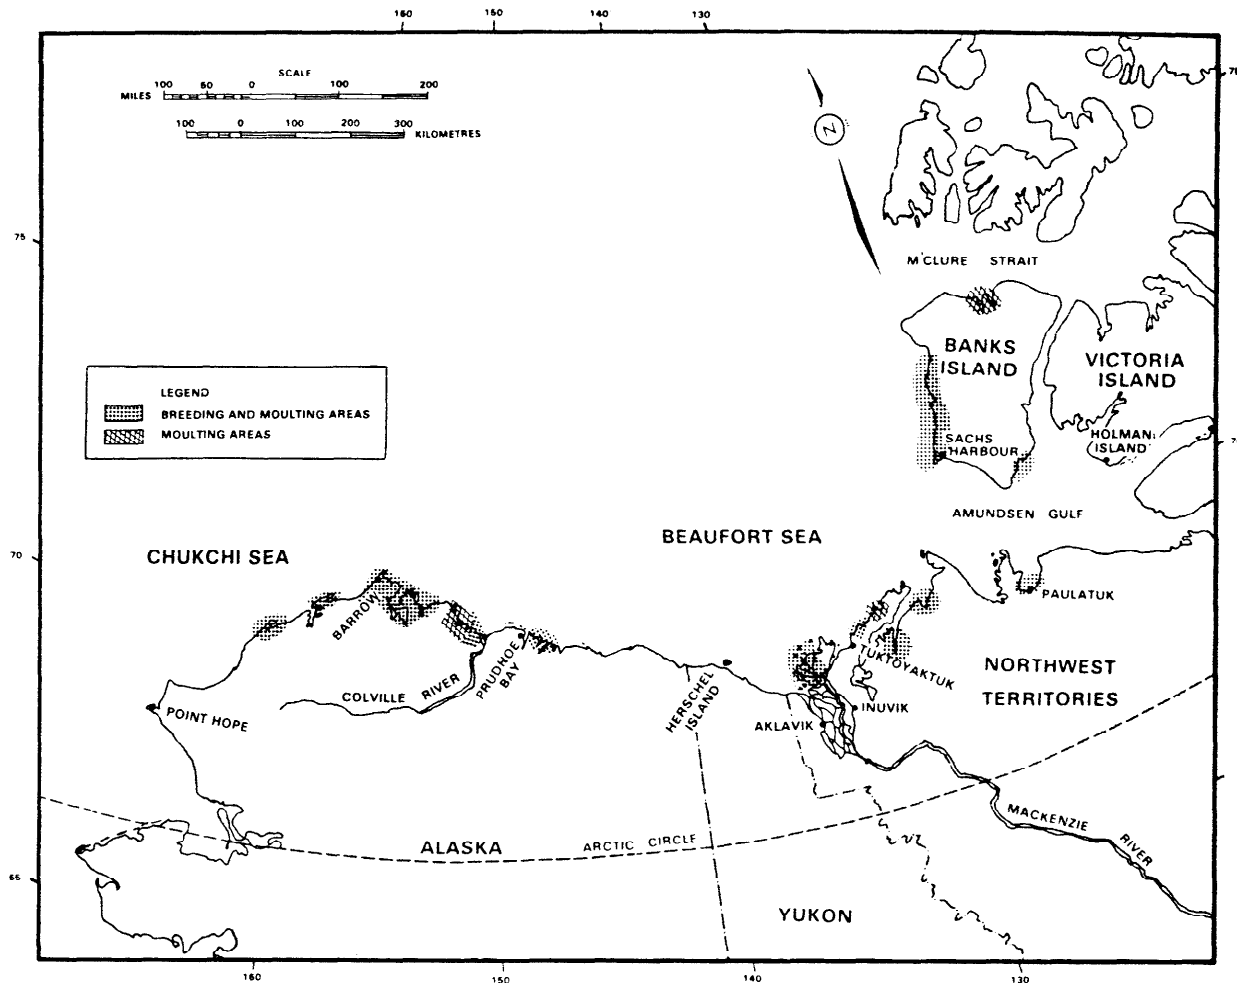 160 150 140 130
SCALE
100 50 0 100 200
MILES
100 0 100 200 300
KILOMETRES
N
75
M'CLURE STRAIT
BANKS
ISLAND
VICTORIA
ISLAND
LEGEND
BREEDING AND MOULTING AREAS
MOULTING AREAS
SACHS
HARBOUR
HOLMAN
ISLAND
AMUNDSEN GULF
BEAUFORT SEA
CHUKCHI SEA
70
BARROW
PAULATUK
TUKTOYAKTUK
NORTHWEST
TERRITORIES
PRUDHOE
BAY
COLVILLE RIVER
HERSCHEL
ISLAND
POINT HOPE
INUVIK
AKLAVIK
MACKENZIE RIVER
ALASKA
ARCTIC CIRCLE
65
YUKON
160 150 140 130